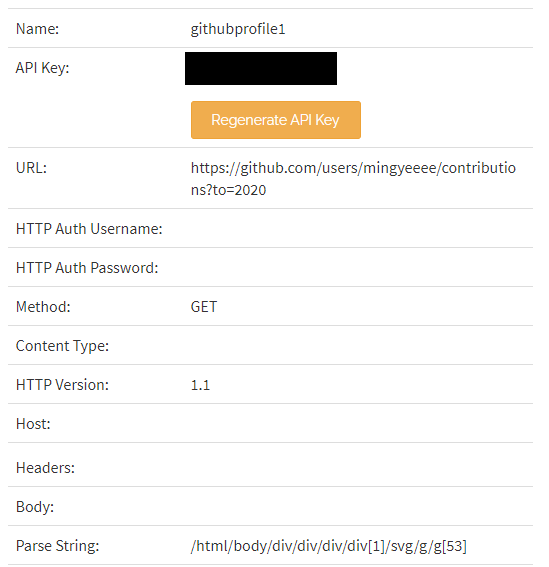 Name: githubprofile1
API Key:
Regenerate API Key
URL: https://github.com/users/mingyeeee/contributio
ns?to=2020
HTTP Auth Username:
HTTP Auth Password:
Method: GET
Content Type:
HTTP Version: 1.1
Host:
Headers:
Body:
Parse String: /html/body/div/div/div/div[1]/svg/g/g[53]